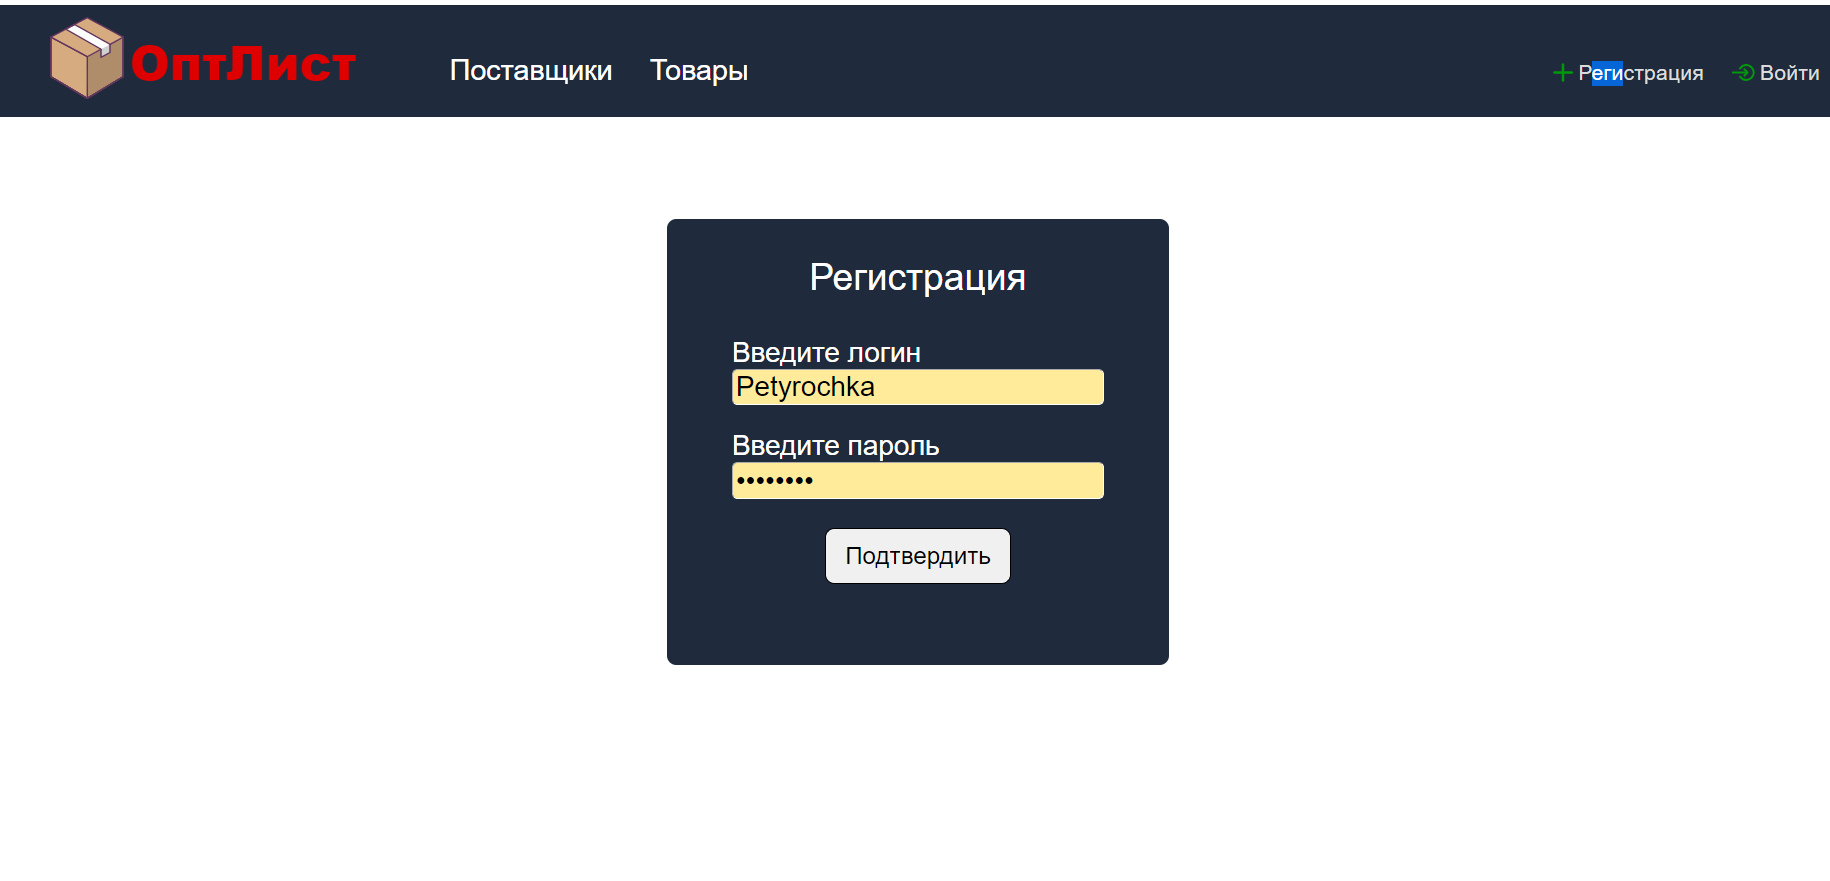 ОптЛист
Поставщики
Товары
Регистрация
Войти
Регистрация
Введите логин
Petyrochka
Введите пароль
••••••••
Подтвердить